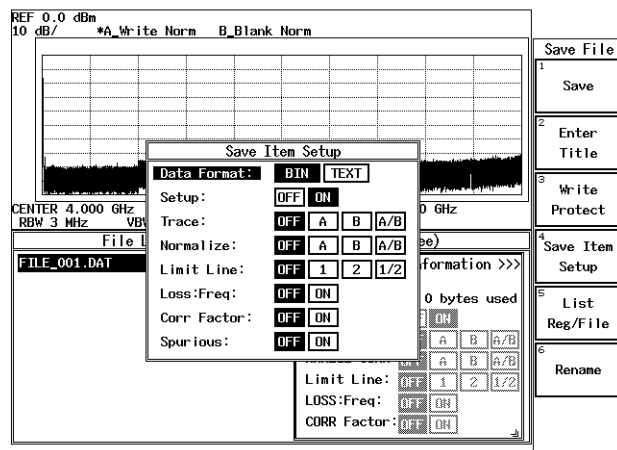 REF 0.0 dBm
10 dB/ *A_Write Norm B_Blank Norm
Save File
1
Save
2
Enter
Title
3
Write
Protect
4
Save Item
Setup
5
List
Reg/File
6
Rename
CENTER 4.000 GHz 0 GHz
RBW 3 MHz VB
File L ee)
FILE_001.DAT
formation >>>
0 bytes used
Save Item Setup
Data Format: BIN TEXT
Setup: OFF ON
Trace: OFF A B A/B
Normalize: OFF A B A/B
Limit Line: OFF 1 2 1/2
Loss:Freq: OFF ON
Corr Factor: OFF ON
Spurious: OFF ON
ON
A B A/B
OFF A B A/B
Limit Line: OFF 1 2 1/2
LOSS:Freq: OFF ON
CORR Factor: OFF ON